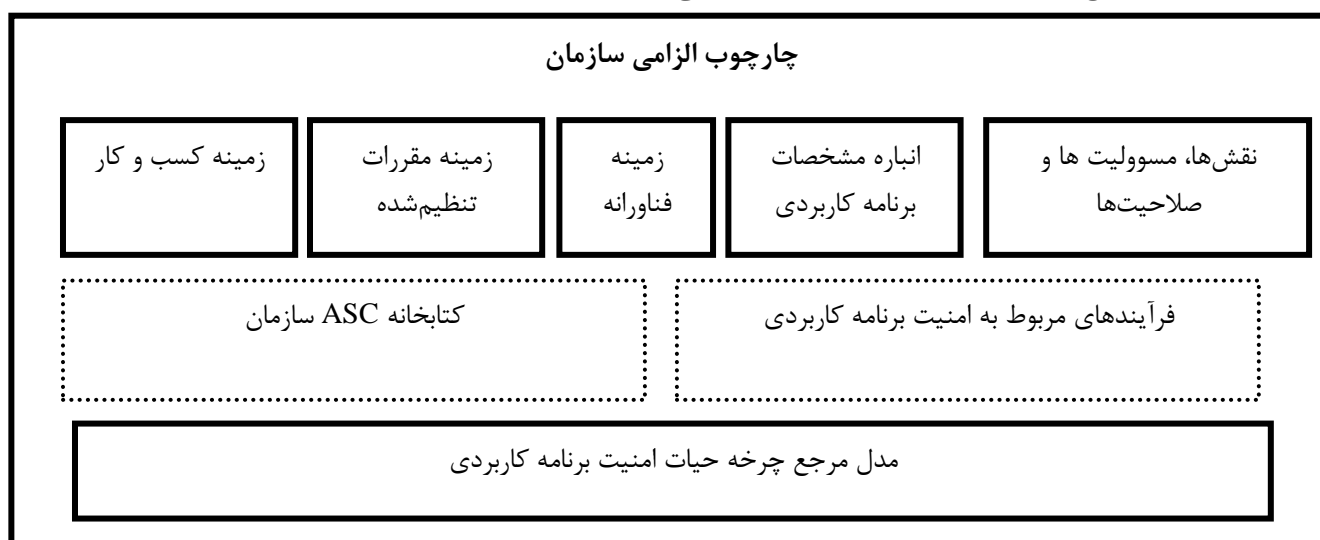 چارچوب الزامی سازمان
نقش‌ها، مسوولیت ها و
صلاحیت‌ها
انباره مشخصات
برنامه کاربردی
زمینه
فناورانه
زمینه مقررات
تنظیم‌شده
زمینه کسب و کار
فرآیندهای مربوط به امنیت برنامه کاربردی
کتابخانه ASC سازمان
مدل مرجع چرخه حیات امنیت برنامه کاربردی